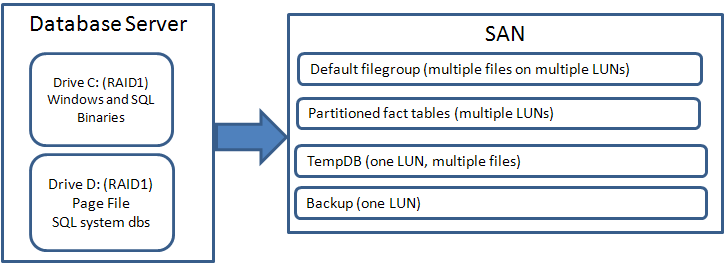 Database Server
Drive C: (RAID1)
Windows and SQL
Binaries
Drive D: (RAID1)
Page File
SQL system dbs
SAN
Default filegroup (multiple files on multiple LUNs)
Partitioned fact tables (multiple LUNs)
TempDB (one LUN, multiple files)
Backup (one LUN)